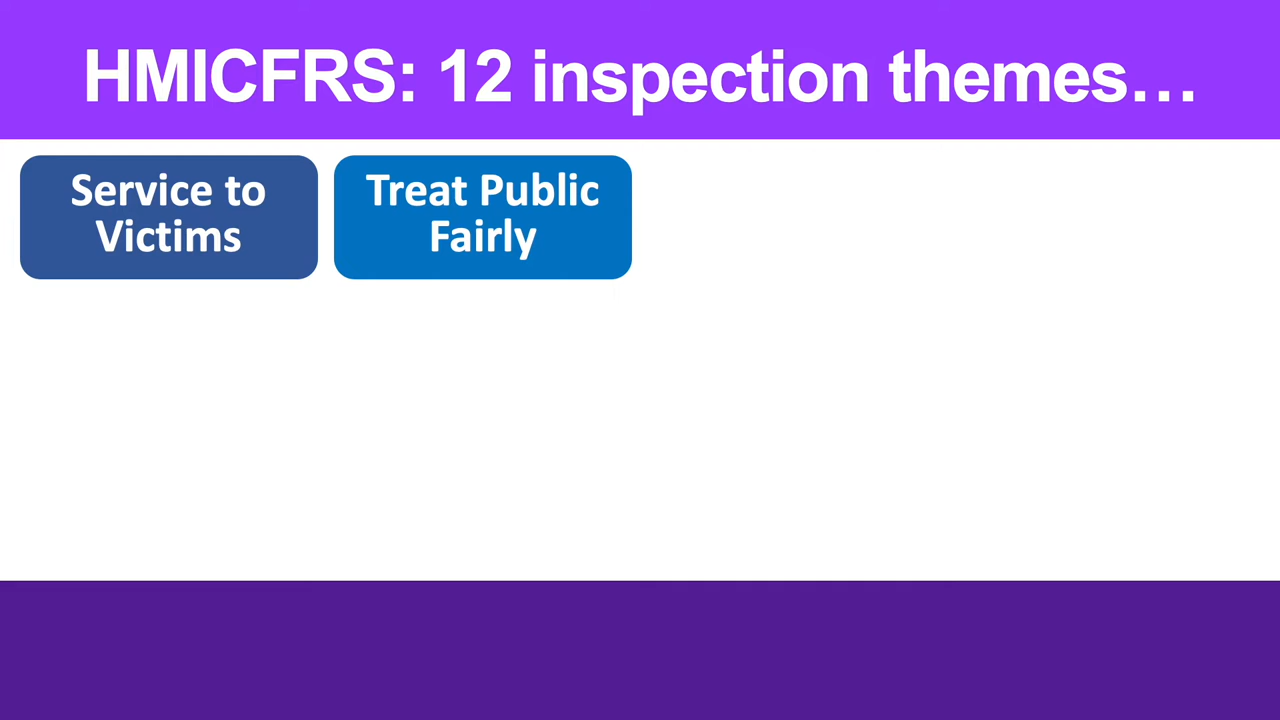 HMICFRS: 12 inspection themes…
Service to
Victims
Treat Public
Fairly